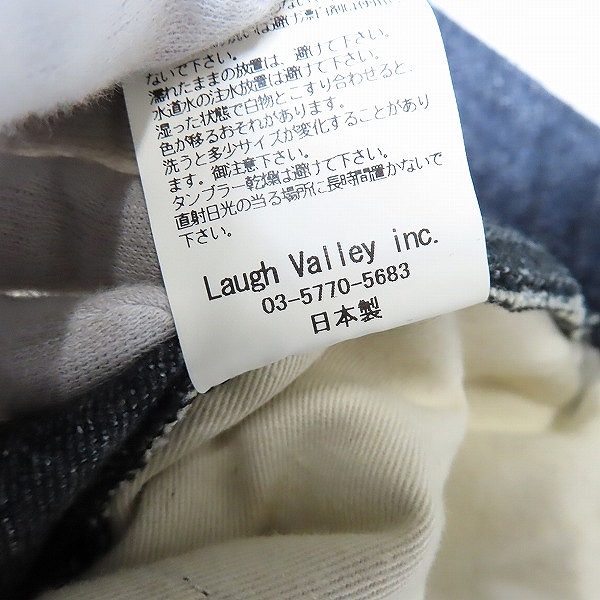 ないで下さい。
濡れたままの放置は、避けて下さい。
水道水の注水放置は避けて下さい。
湿った状態で白物とこすり合わせると、
色が移るおそれがあります。
洗うと多少サイズが変化することがあり
ます。御注意下さい。
タンブラー乾燥は避けて下さい。
直射日光の当る場所に長時間置かないで
下さい。
Laugh Valley inc.
03-5770-5683
日本製